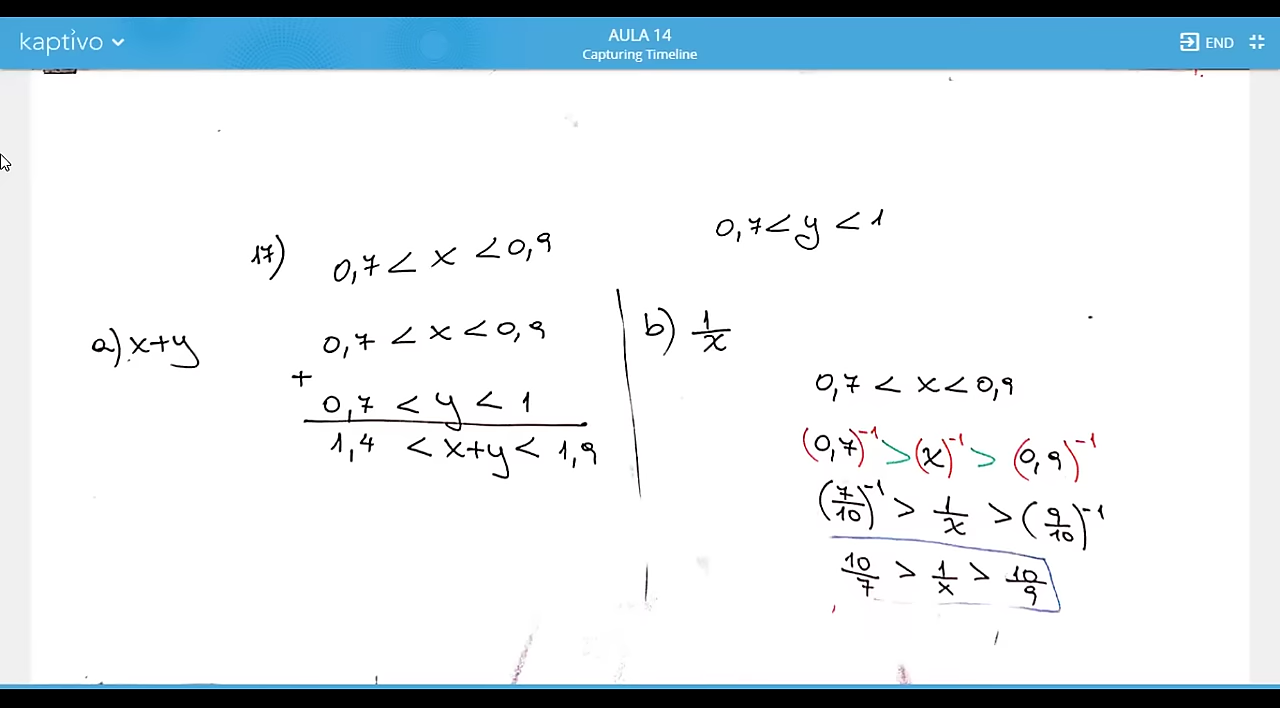 kaptivo
AULA 14
Capturing Timeline
END
17) 0,7 < x < 0,9
0,7 < y < 1
a) x+y
0,7 < x < 0,9
+
0,7 < y < 1
1,4 < x+y < 1,9
b) 1/x
0,7 < x < 0,9
(0,7)⁻¹ > (x)⁻¹ > (0,9)⁻¹
(7/10)⁻¹ > 1/x > (9/10)⁻¹
10/7 > 1/x > 10/9